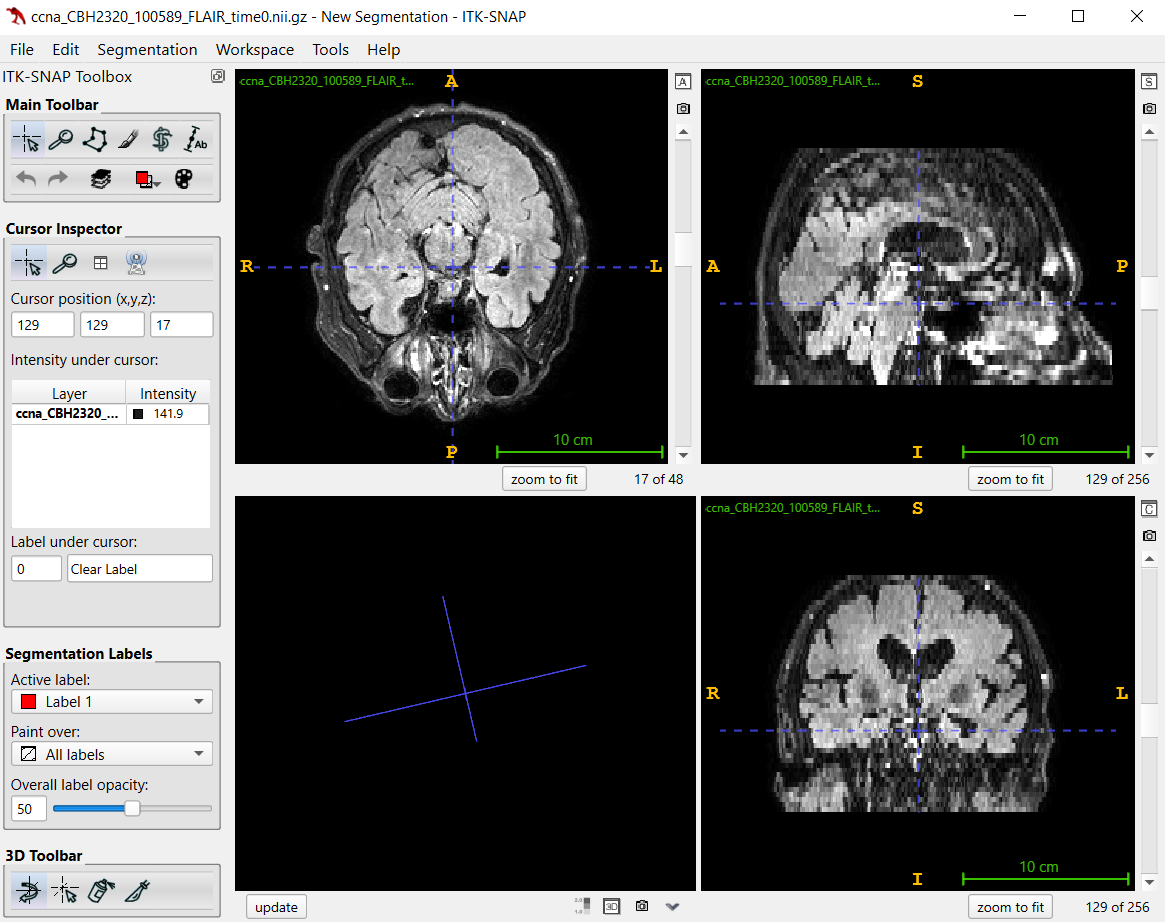 ccna_CBH2320_100589_FLAIR_time0.nii.gz - New Segmentation - ITK-SNAP
File Edit Segmentation Workspace Tools Help
ITK-SNAP Toolbox
Main Toolbar
Ab
Cursor Inspector
Cursor position (x,y,z):
129 129 17
Intensity under cursor:
Layer Intensity
ccna_CBH2320_... 141.9
Label under cursor:
0 Clear Label
Segmentation Labels
Active label:
Label 1
Paint over:
All labels
Overall label opacity:
50
3D Toolbar
ccna_CBH2320_100589_FLAIR_t...
A
A
R
L
P
10 cm
zoom to fit 17 of 48
ccna_CBH2320_100589_FLAIR_t...
S
S
A
P
I
10 cm
zoom to fit 129 of 256
update
3D
ccna_CBH2320_100589_FLAIR_t...
S
C
R
L
I
10 cm
zoom to fit 129 of 256